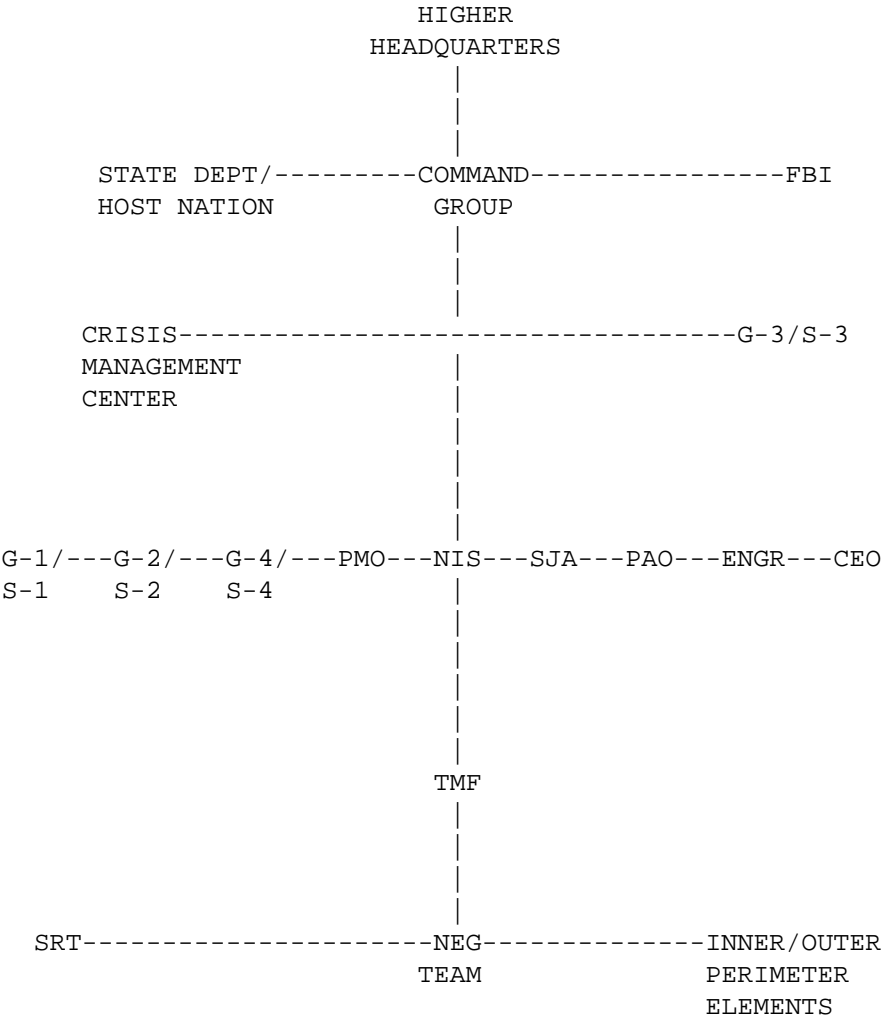 HIGHER
HEADQUARTERS
STATE DEPT/---------COMMAND----------------FBI
HOST NATION GROUP
CRISIS-----------------------------------G-3/S-3
MANAGEMENT
CENTER
G-1/---G-2/---G-4/---PMO---NIS---SJA---PAO---ENGR---CEO
S-1 S-2 S-4
TMF
SRT----------------------NEG--------------INNER/OUTER
TEAM PERIMETER
ELEMENTS